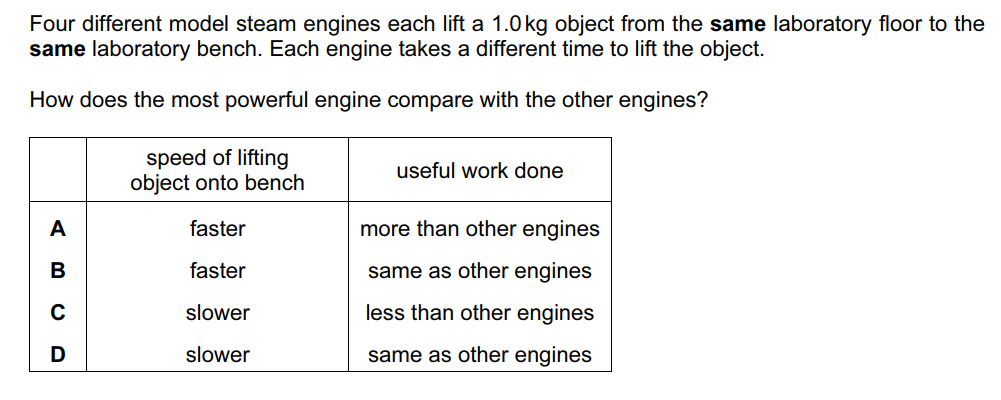 Four different model steam engines each lift a 1.0 kg object from the same laboratory floor to the
same laboratory bench. Each engine takes a different time to lift the object.
How does the most powerful engine compare with the other engines?
speed of lifting
object onto bench
useful work done
A faster more than other engines
B faster same as other engines
C slower less than other engines
D slower same as other engines